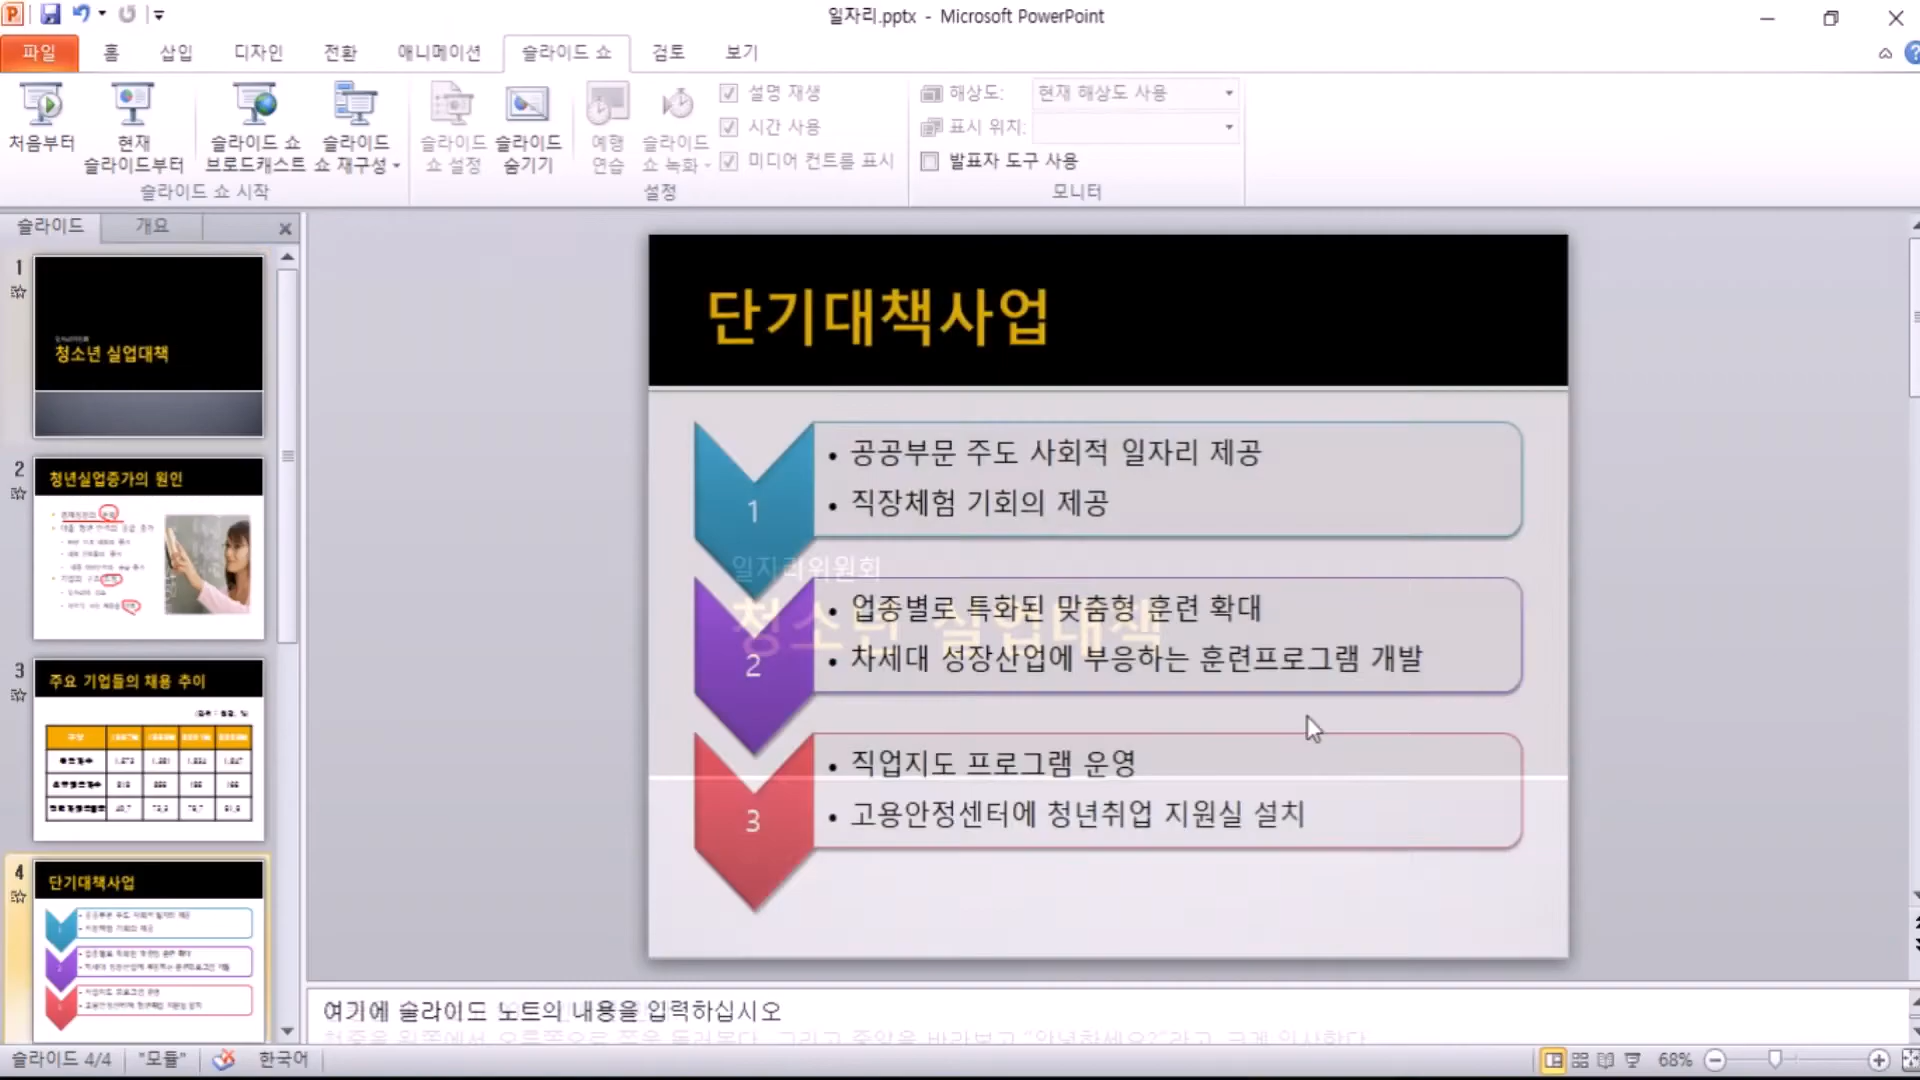 일자리.pptx - Microsoft PowerPoint
파일 홈 삽입 디자인 전환 애니메이션 슬라이드 쇼 검토 보기
처음부터
현재 슬라이드부터
슬라이드 쇼 브로드캐스트
슬라이드 쇼 재구성
슬라이드 쇼 설정
슬라이드 숨기기
예행 연습
슬라이드 쇼 녹화
설명 재생
시간 사용
미디어 컨트롤 표시
해상도: 현재 해상도 사용
표시 위치:
발표자 도구 사용
슬라이드 쇼 시작 설정 모니터
슬라이드 개요
1
청소년 실업대책
2
청년실업증가의 원인
3
주요 기업들의 채용 추이
4
단기대책사업
단기대책사업
1
• 공공부문 주도 사회적 일자리 제공
• 직장체험 기회의 제공
일자리위원회
청소년 실업대책
2
• 업종별로 특화된 맞춤형 훈련 확대
• 차세대 성장산업에 부응하는 훈련프로그램 개발
3
• 직업지도 프로그램 운영
• 고용안정센터에 청년취업 지원실 설치
여기에 슬라이드 노트의 내용을 입력하십시오
슬라이드 4/4 "모듈" 한국어 68%